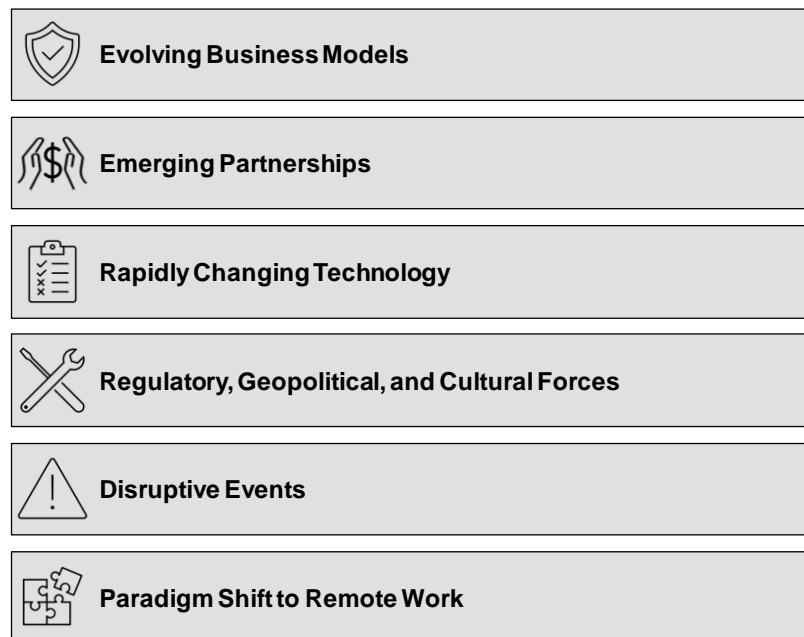 Evolving Business Models
Emerging Partnerships
Rapidly Changing Technology
Regulatory, Geopolitical, and Cultural Forces
Disruptive Events
Paradigm Shift to Remote Work